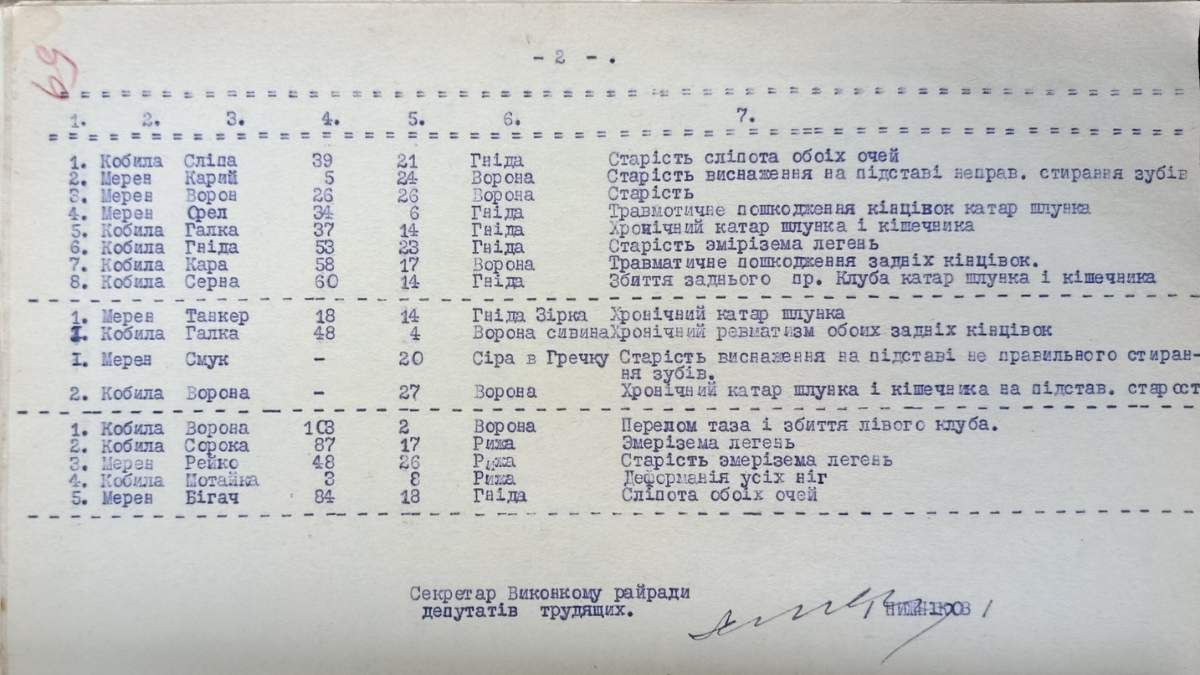 69
- 2 - .
1. 2. 3. 4. 5. 6. 7.
1. Кобила Сліпа 39 21 Гніда Старість сліпота обоіх очей
2. Мерен Карий 5 24 Ворона Старість виснаження на підставі неправ. стирання зубів
3. Мерен Ворон 26 26 Ворона Старість
4. Мерен Орел 34 6 Гніда Травмотичне пошкодження кінцівок катар шлунка
5. Кобила Галка 37 14 Гніда Хронічний катар шлунка і кішечника
6. Кобила Гніда 53 23 Гніда Старість эмірізема легень
7. Кобила Кара 58 17 Ворона Травматичне пошкодження задніх кінцівок.
8. Кобила Серна 60 14 Гніда Збиття заднього пр. Клуба катар шлунка і кішечника
1. Мерен Танкер 18 14 Гніда Зірка Хронічний катар шлунка
I. Кобила Галка 48 4 Ворона сивина Хронічний ревматизм обоих задніх кінцівок
I. Мерен Смук - 20 Сіра в Гречку Старість виснаження на підставі не правильного стиран-
ня зубів.
2. Кобила Ворона - 27 Ворона Хронічний катар шлунка і кішечника на підстав. старост
1. Кобила Ворона 103 2 Ворона Перелом таза і збиття лівого клуба.
2. Кобила Сорока 87 17 Рижа Эмерізема легень
3. Мерен Рейко 48 26 Рижа Старість эмерізема легень
4. Кобила Мотайка 3 8 Рижа Деформанія усіх ніг
5. Мерен Бігач 84 18 Гніда Сліпота обоіх очей
Секретар Виконкому райради
депутатів трудящих.